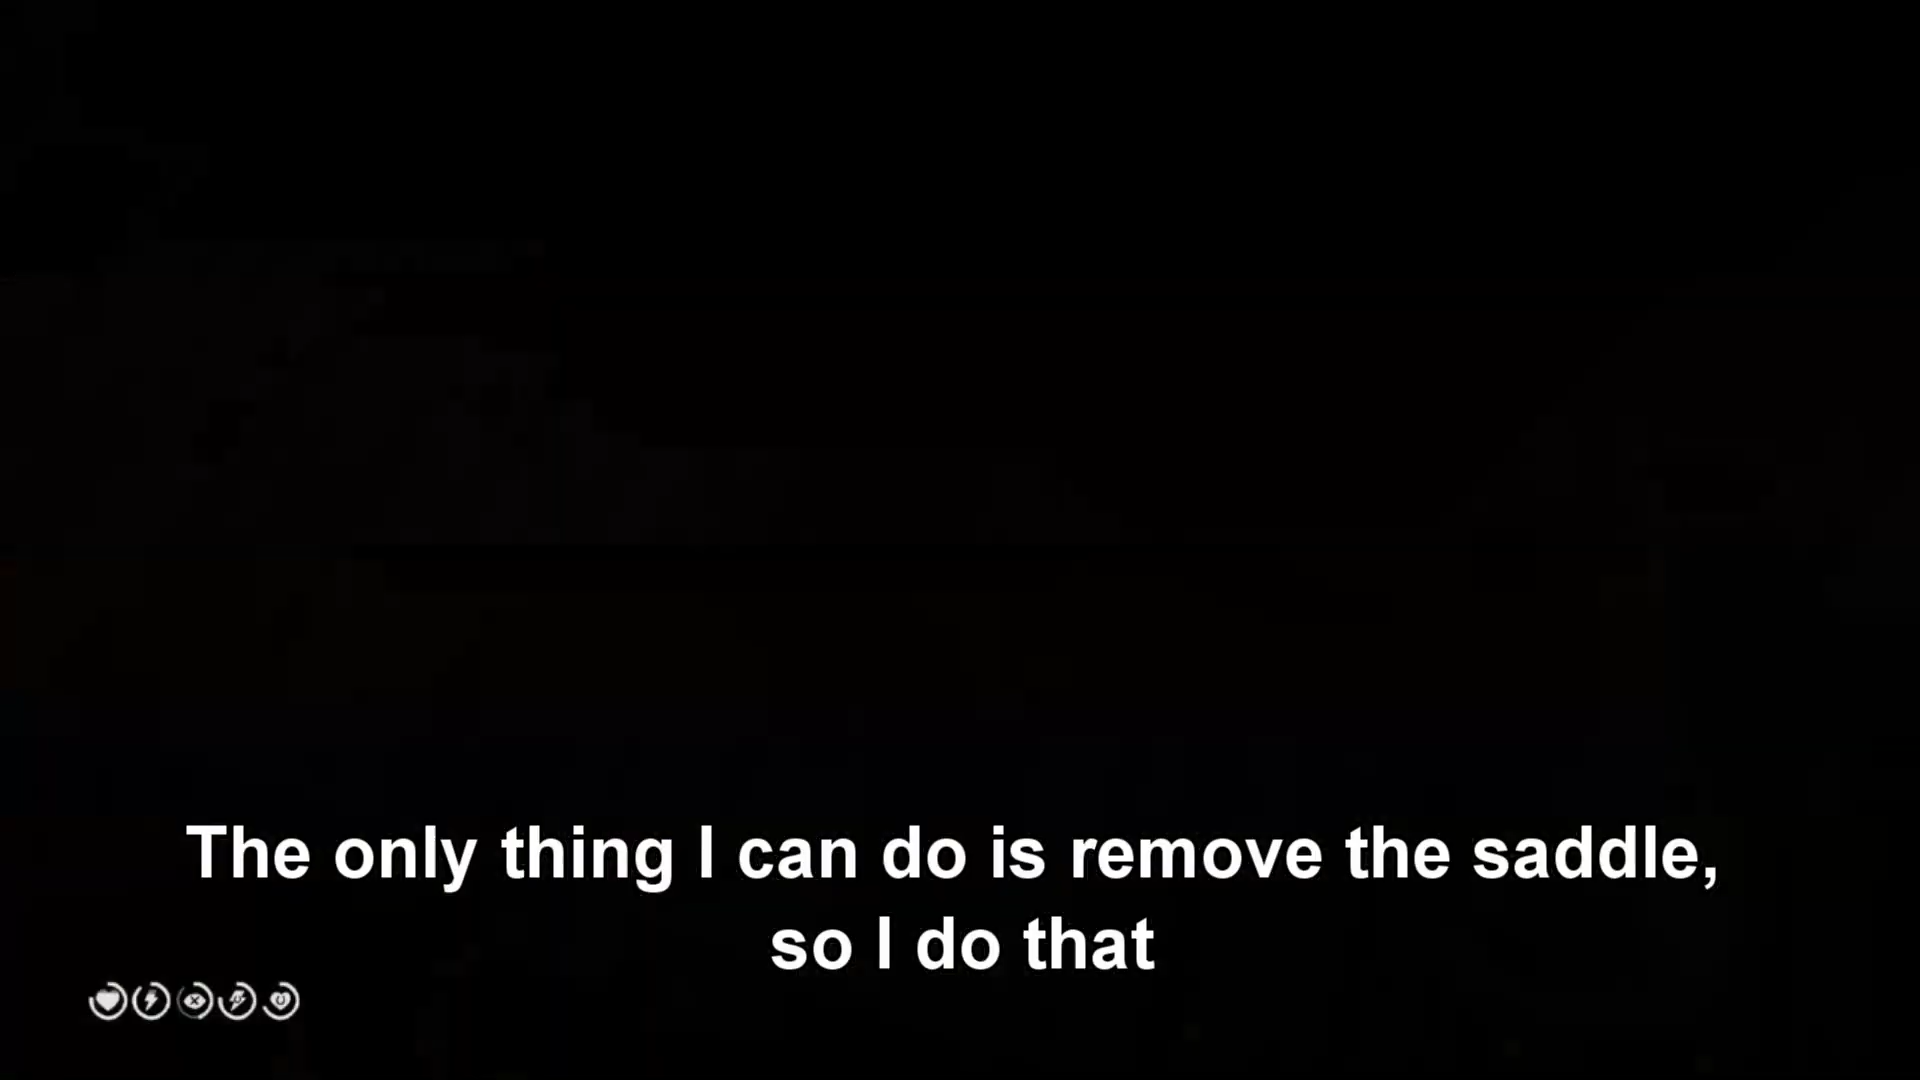 The only thing I can do is remove the saddle,
so I do that